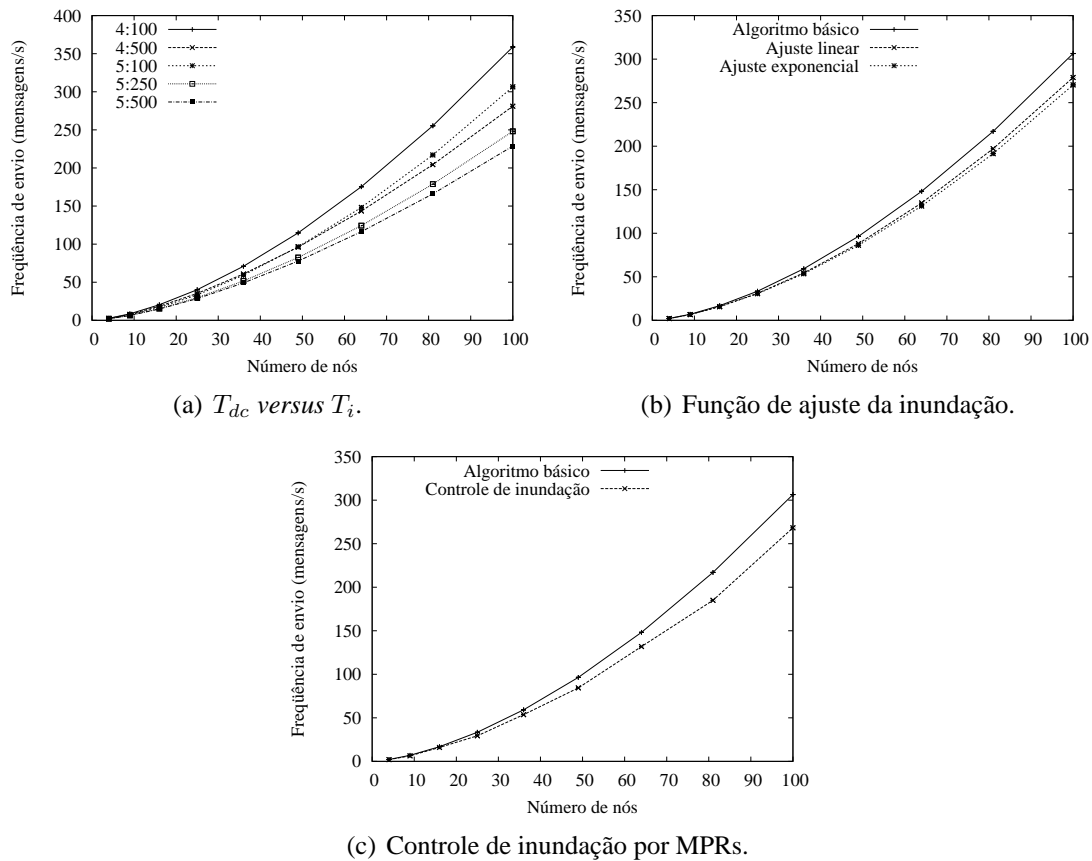 400
350
300
250
200
150
100
50
0
Freqüência de envio (mensagens/s)
4:100
4:500
5:100
5:250
5:500
0 10 20 30 40 50 60 70 80 90 100
Número de nós
(a) T_{dc} versus T_i.
350
300
250
200
150
100
50
0
Freqüência de envio (mensagens/s)
Algoritmo básico
Ajuste linear
Ajuste exponencial
0 10 20 30 40 50 60 70 80 90 100
Número de nós
(b) Função de ajuste da inundação.
350
300
250
200
150
100
50
0
Freqüência de envio (mensagens/s)
Algoritmo básico
Controle de inundação
0 10 20 30 40 50 60 70 80 90 100
Número de nós
(c) Controle de inundação por MPRs.